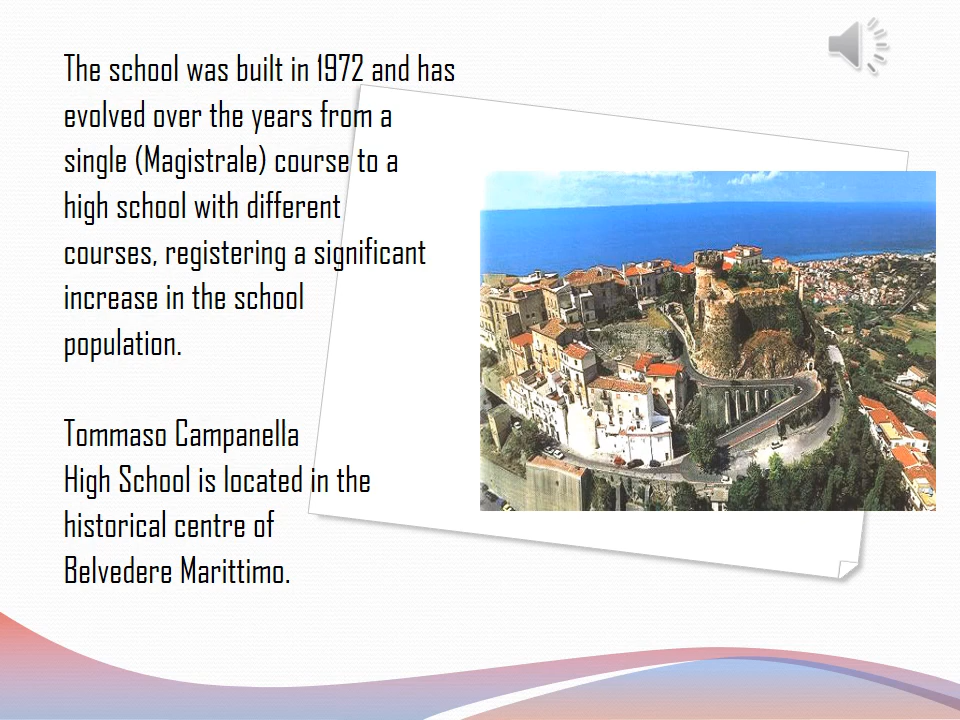 The school was built in 1972 and has
evolved over the years from a
single (Magistrale) course to a
high school with different
courses, registering a significant
increase in the school
population.
Tommaso Campanella
High School is located in the
historical centre of
Belvedere Marittimo.